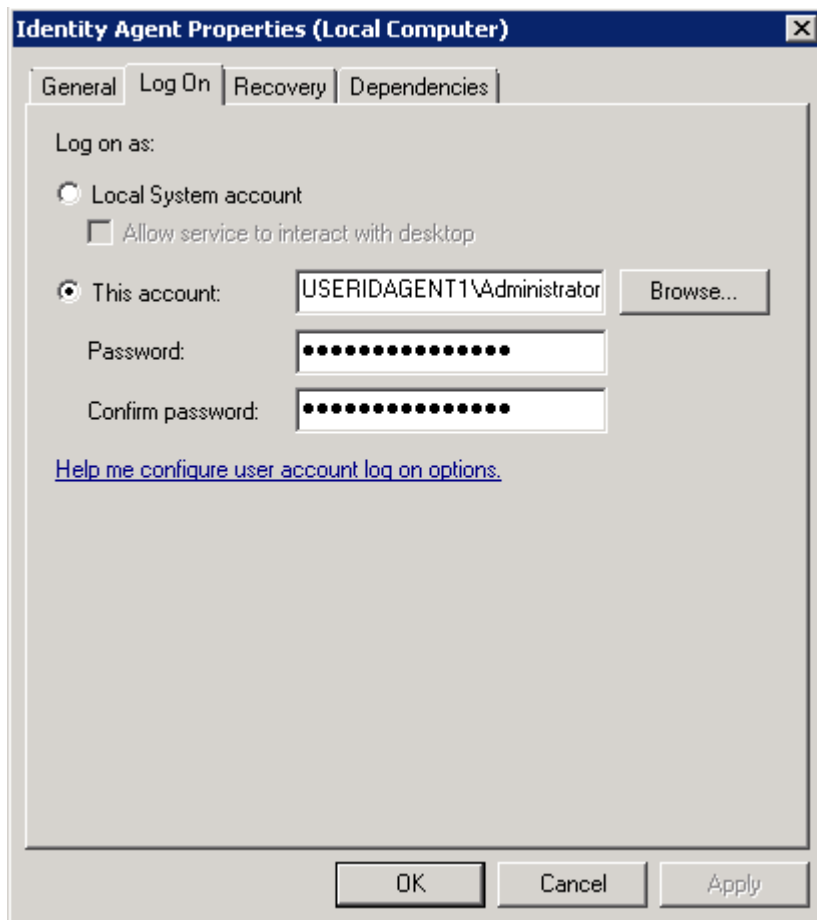 Identity Agent Properties (Local Computer)
General Log On Recovery Dependencies
Log on as:
Local System account
Allow service to interact with desktop
This account: USERIDAGENT1\Administrator Browse...
Password: ●●●●●●●●●●●●●●●
Confirm password: ●●●●●●●●●●●●●●●
Help me configure user account log on options.
OK Cancel Apply